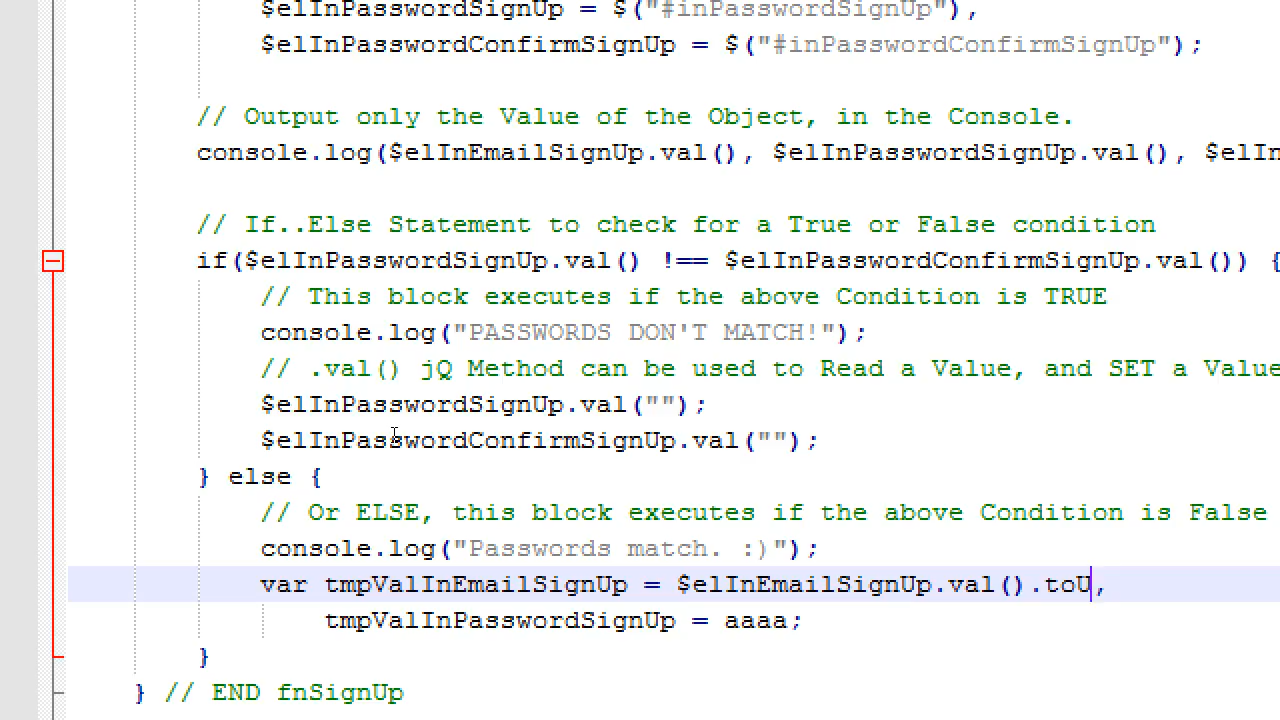 $elInPasswordSignUp = $("#inPasswordSignUp"),
$elInPasswordConfirmSignUp = $("#inPasswordConfirmSignUp");
// Output only the Value of the Object, in the Console.
console.log($elInEmailSignUp.val(), $elInPasswordSignUp.val(), $elIn
// If..Else Statement to check for a True or False condition
if($elInPasswordSignUp.val() !== $elInPasswordConfirmSignUp.val()) {
// This block executes if the above Condition is TRUE
console.log("PASSWORDS DON'T MATCH!");
// .val() jQ Method can be used to Read a Value, and SET a Value
$elInPasswordSignUp.val("");
$elInPasswordConfirmSignUp.val("");
} else {
// Or ELSE, this block executes if the above Condition is False
console.log("Passwords match. :)");
var tmpValInEmailSignUp = $elInEmailSignUp.val().toU,
tmpValInPasswordSignUp = aaaa;
}
} // END fnSignUp